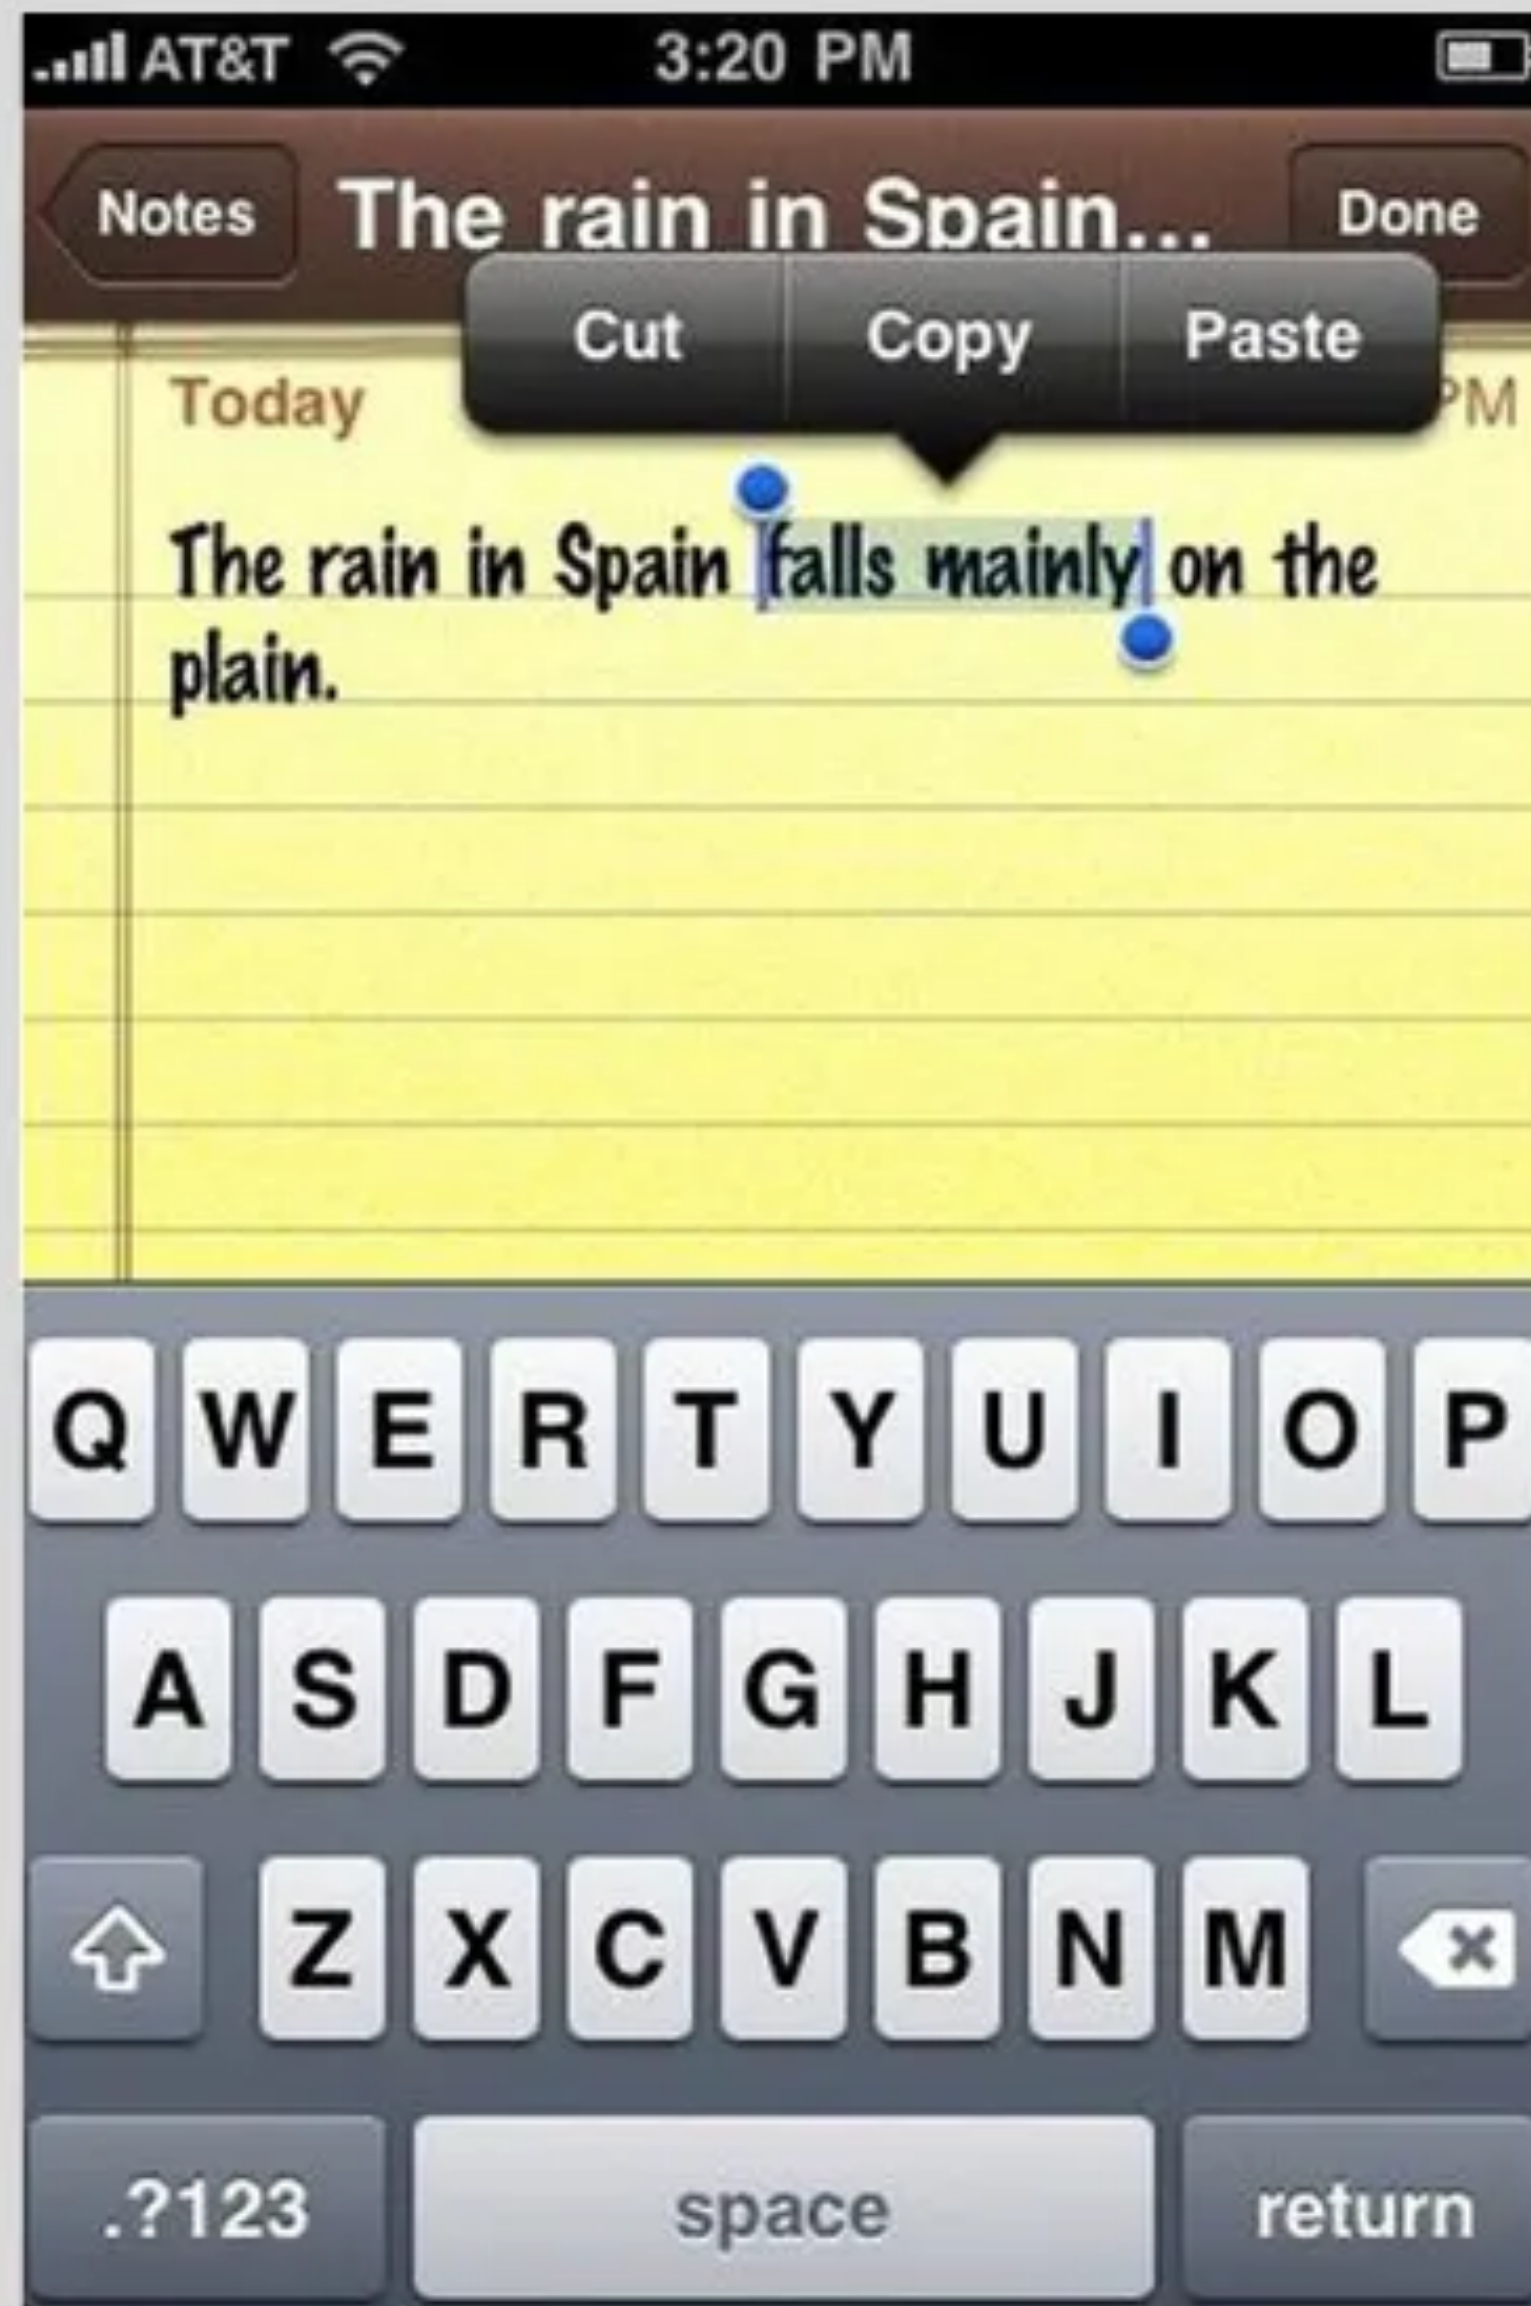 AT&T 3:20 PM
Notes The rain in Spain... Done
Cut Copy Paste
Today PM
The rain in Spain falls mainly on the
plain.
Q W E R T Y U I O P
A S D F G H J K L
Z X C V B N M
.?123 space return